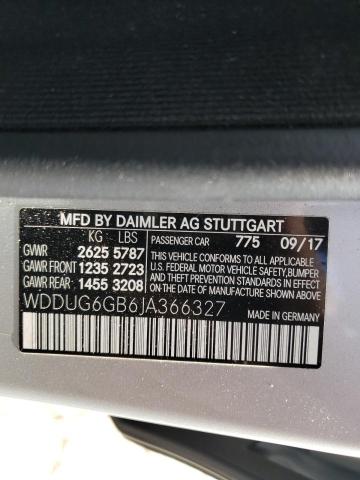 MFD BY DAIMLER AG STUTTGART
KG LBS PASSENGER CAR 775 09/17
GVWR 2625 5787
GAWR FRONT 1235 2723
GAWR REAR 1455 3208
THIS VEHICLE CONFORMS TO ALL APPLICABLE
U.S. FEDERAL MOTOR VEHICLE SAFETY, BUMPER,
AND THEFT PREVENTION STANDARDS IN EFFECT
ON THE DATE OF MANUFACTURE SHOWN ABOVE.
WDDUG6GB6JA366327
MADE IN GERMANY